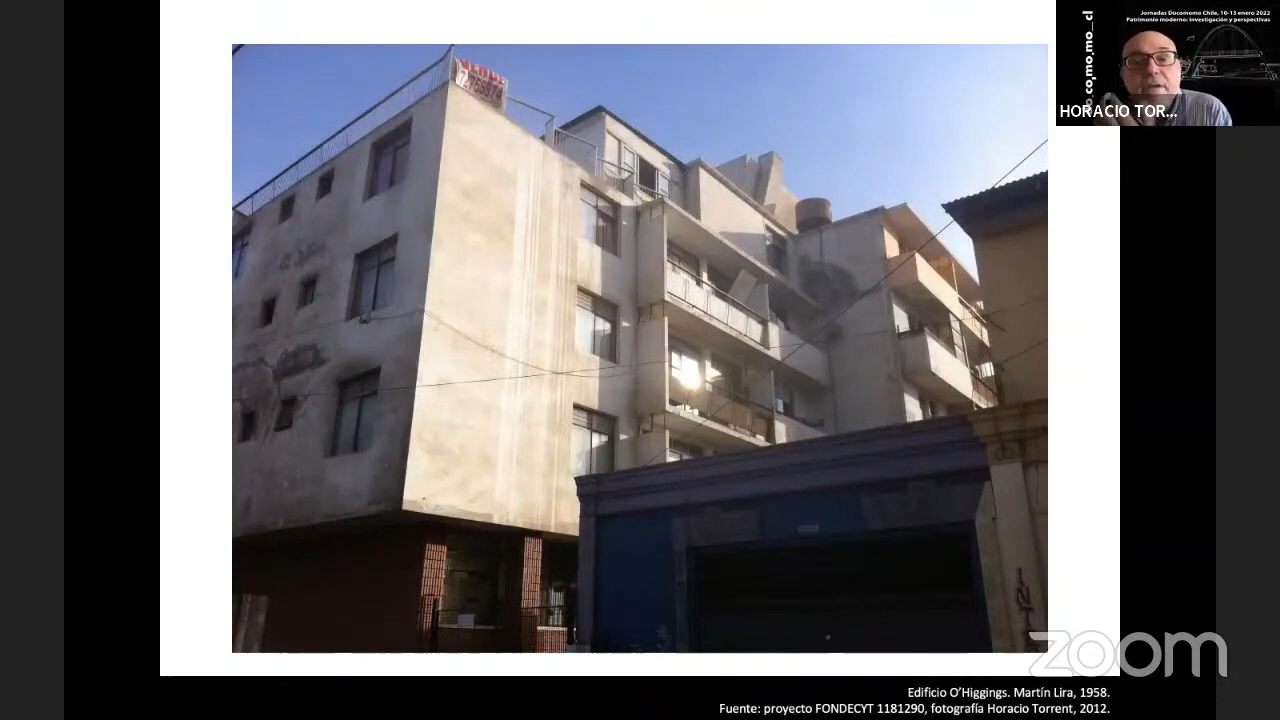 Jornadas Docomomo Chile, 10-13 enero 2022
Patrimonio moderno: investigación y perspectivas
HORACIO TOR...
zoom
Edificio O'Higgings. Martín Lira, 1958.
Fuente: proyecto FONDECYT 1181290, fotografía Horacio Torrent, 2012.